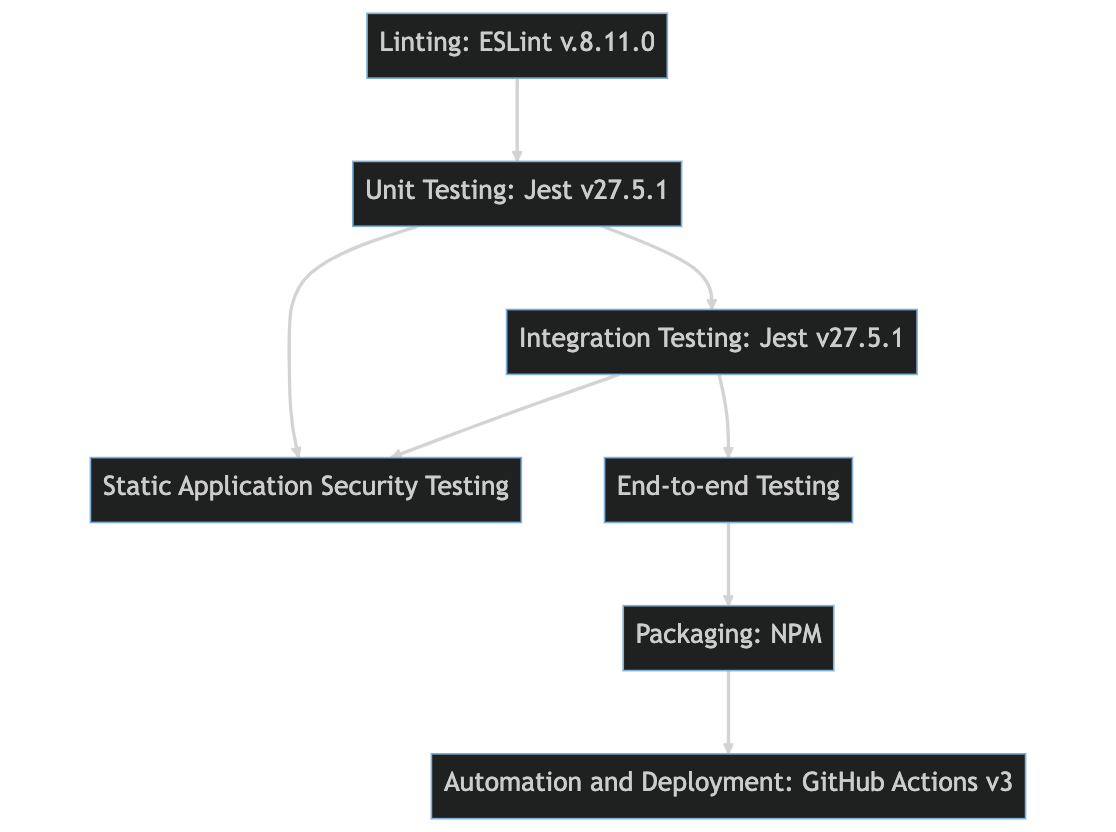 Linting: ESLint v.8.11.0
Unit Testing: Jest v27.5.1
Integration Testing: Jest v27.5.1
Static Application Security Testing
End-to-end Testing
Packaging: NPM
Automation and Deployment: GitHub Actions v3